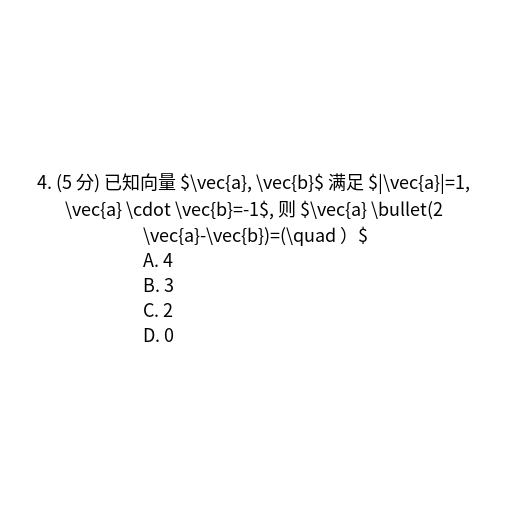 4. (5 分) 已知向量 $\vec{a}, \vec{b}$ 满足 $|\vec{a}|=1,
\vec{a} \cdot \vec{b}=-1$, 则 $\vec{a} \bullet(2
\vec{a}-\vec{b})=(\quad ）$
A. 4
B. 3
C. 2
D. 0